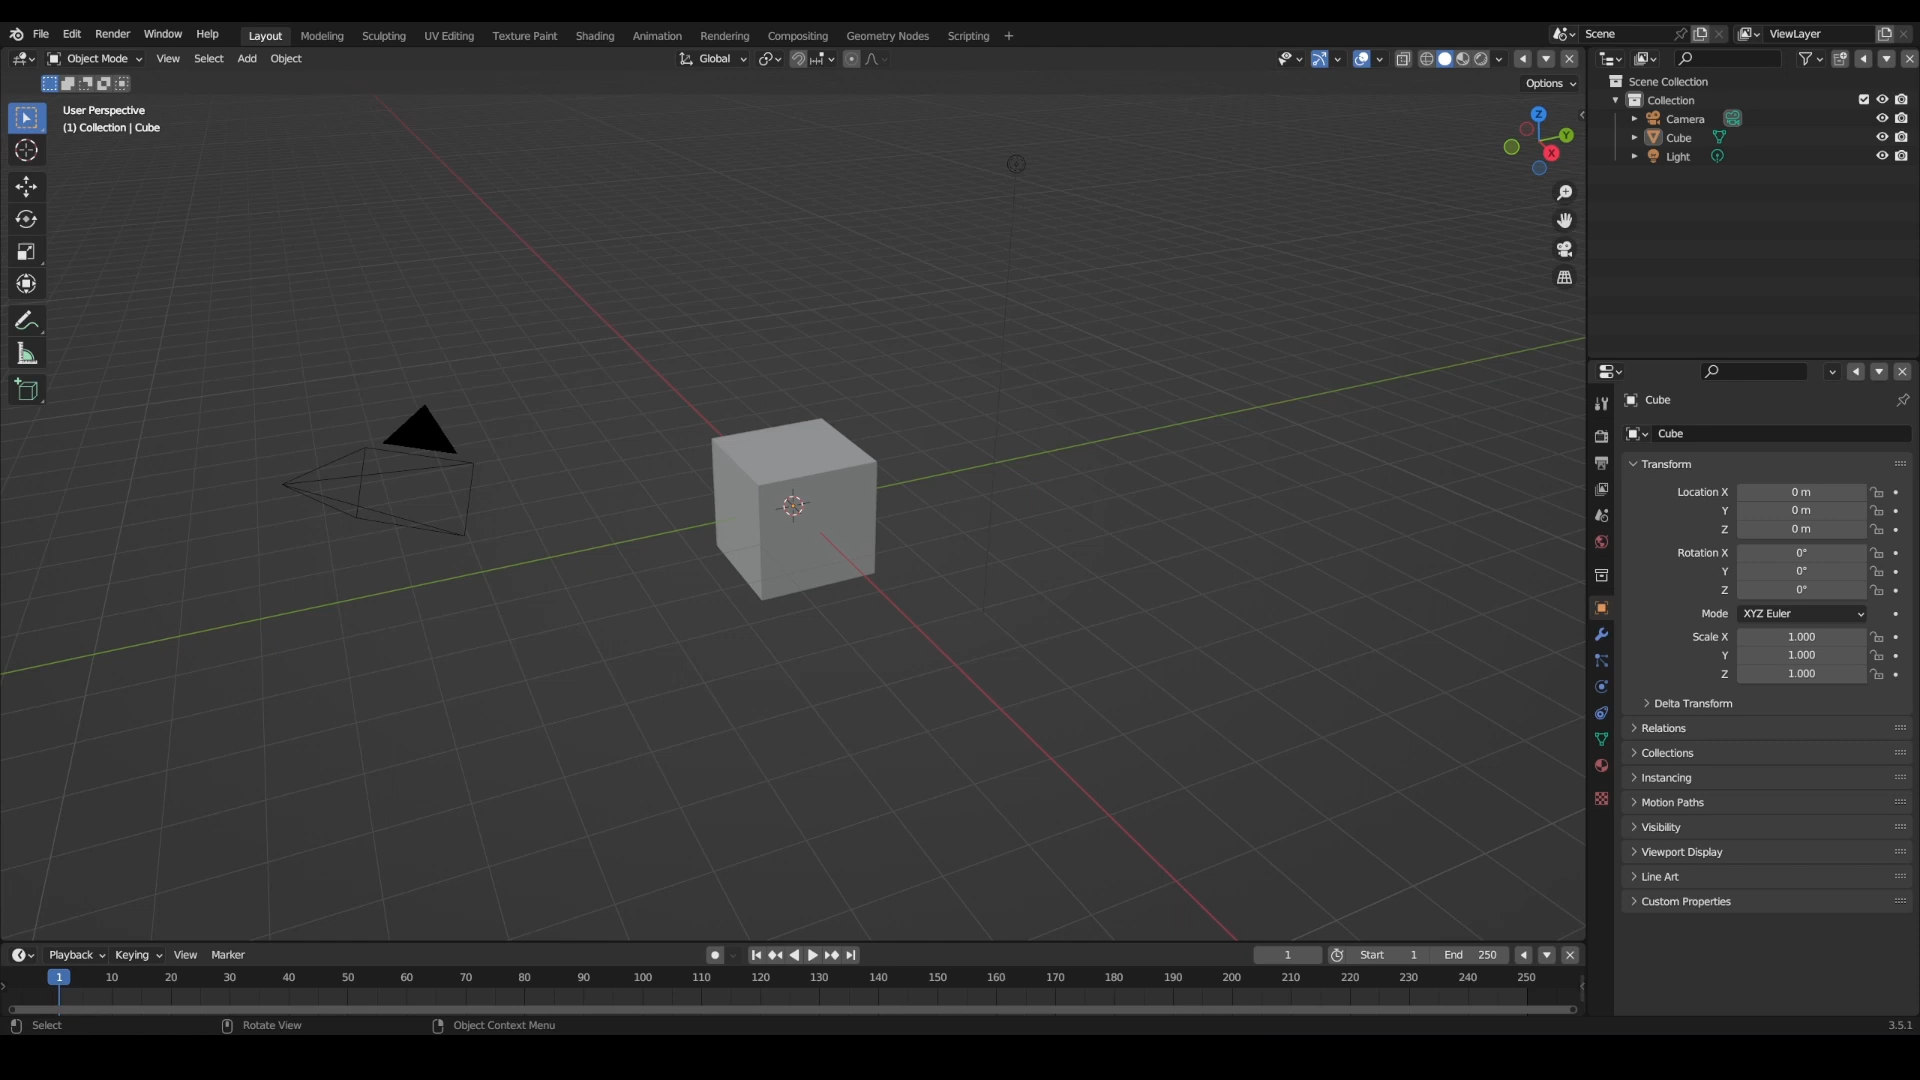 File Edit Render Window Help Layout Modeling Sculpting UV Editing Texture Paint Shading Animation Rendering Compositing Geometry Nodes Scripting + Scene ViewLayer
Object Mode View Select Add Object Global
Options
User Perspective
(1) Collection | Cube
Z
Y
X
Scene Collection
Collection
Camera
Cube
Light
Cube
Cube
Transform
Location X 0 m
Y 0 m
Z 0 m
Rotation X 0°
Y 0°
Z 0°
Mode XYZ Euler
Scale X 1.000
Y 1.000
Z 1.000
Delta Transform
Relations
Collections
Instancing
Motion Paths
Visibility
Viewport Display
Line Art
Custom Properties
Playback Keying View Marker 1 Start 1 End 250
1 10 20 30 40 50 60 70 80 90 100 110 120 130 140 150 160 170 180 190 200 210 220 230 240 250
Select Rotate View Object Context Menu 3.5.1